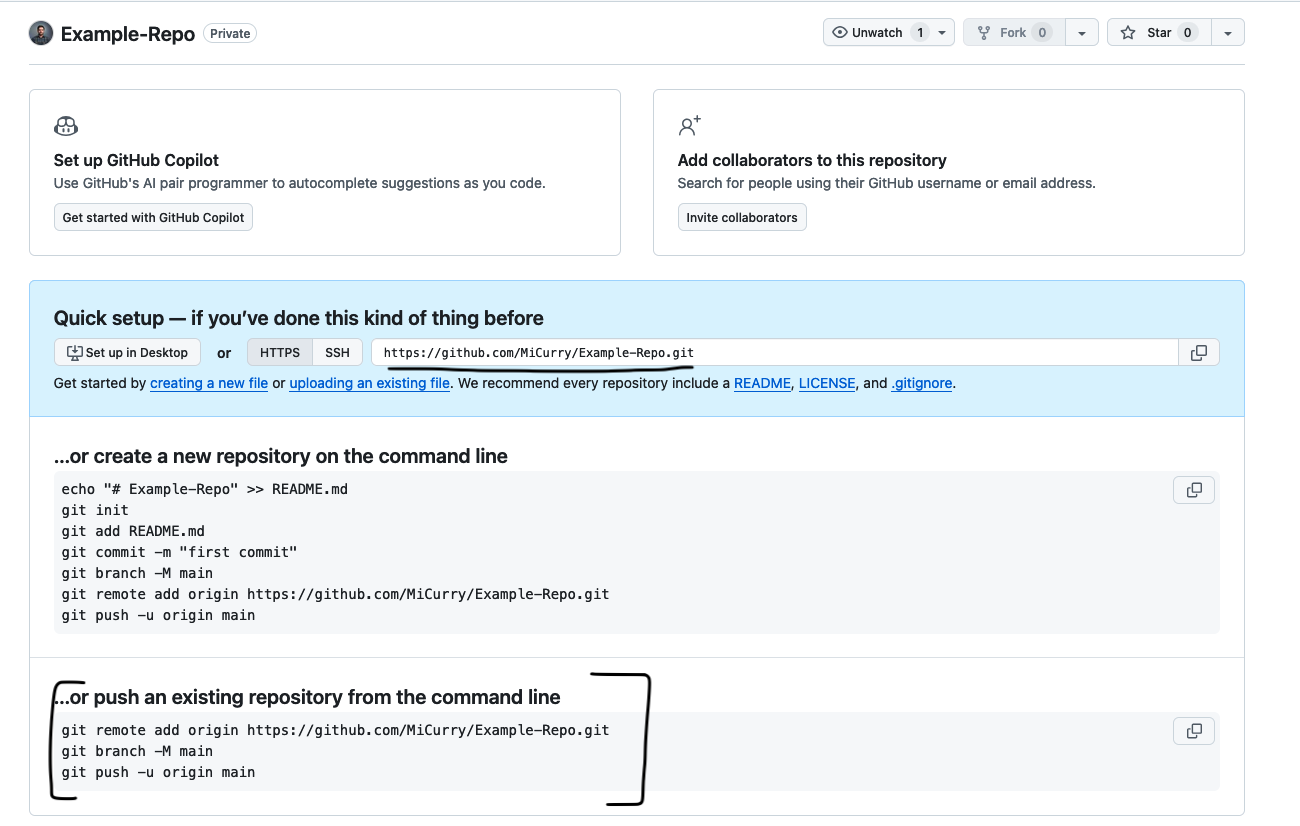 Example-Repo Private
Unwatch 1 Fork 0 Star 0
Set up GitHub Copilot
Use GitHub's AI pair programmer to autocomplete suggestions as you code.
Get started with GitHub Copilot
Add collaborators to this repository
Search for people using their GitHub username or email address.
Invite collaborators
Quick setup — if you’ve done this kind of thing before
Set up in Desktop or HTTPS SSH https://github.com/MiCurry/Example-Repo.git
Get started by creating a new file or uploading an existing file. We recommend every repository include a README, LICENSE, and .gitignore.
…or create a new repository on the command line
echo "# Example-Repo" >> README.md
git init
git add README.md
git commit -m "first commit"
git branch -M main
git remote add origin https://github.com/MiCurry/Example-Repo.git
git push -u origin main
…or push an existing repository from the command line
git remote add origin https://github.com/MiCurry/Example-Repo.git
git branch -M main
git push -u origin main